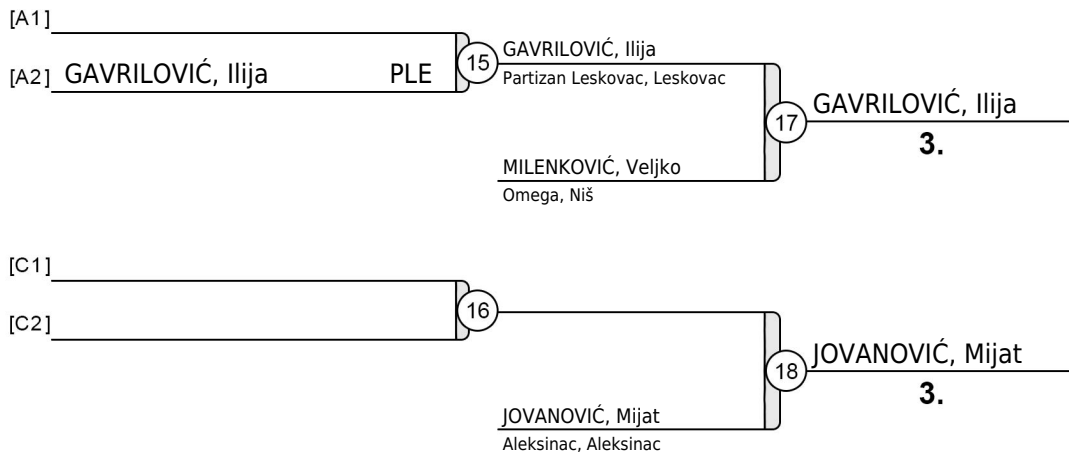 [A1]
[A2] GAVRILOVIĆ, Ilija PLE
15
GAVRILOVIĆ, Ilija
Partizan Leskovac, Leskovac
17
GAVRILOVIĆ, Ilija
3.
MILENKOVIĆ, Veljko
Omega, Niš
[C1]
[C2]
16
18
JOVANOVIĆ, Mijat
3.
JOVANOVIĆ, Mijat
Aleksinac, Aleksinac